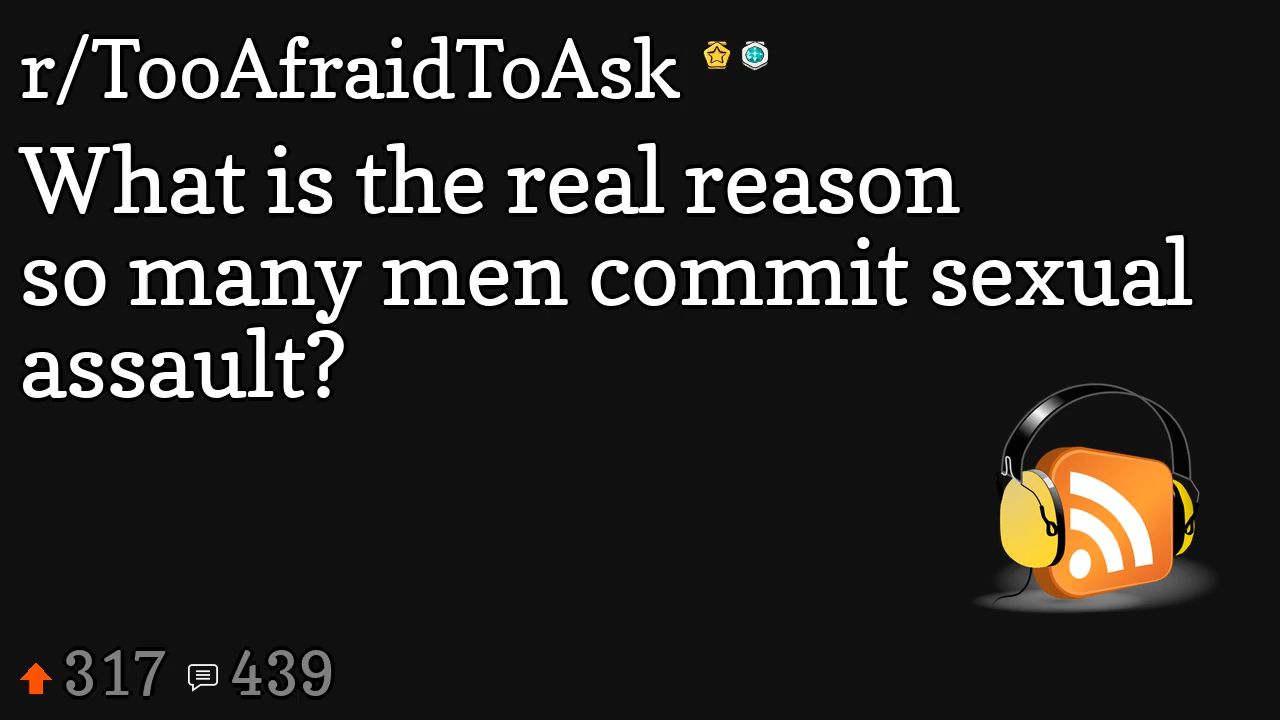 r/TooAfraidToAsk
What is the real reason
so many men commit sexual
assault?
317 439